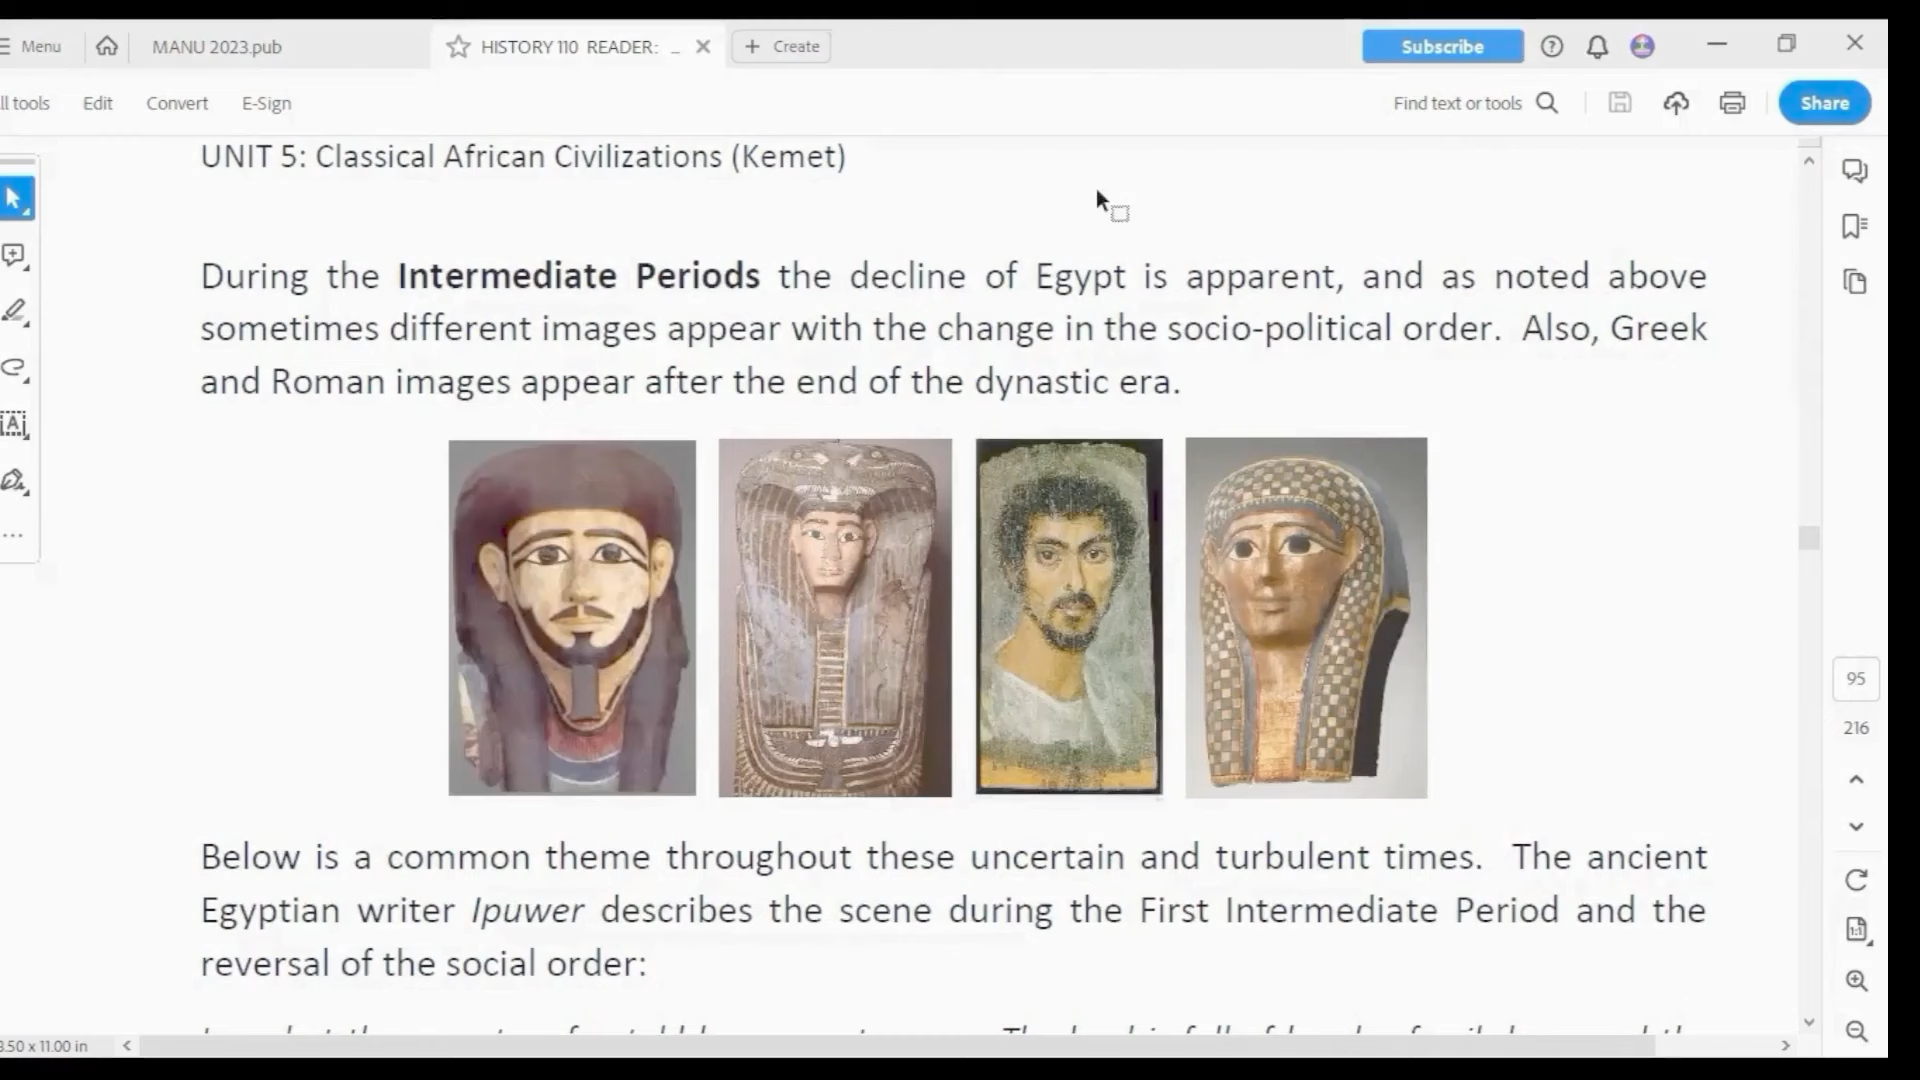 Menu
MANU 2023.pub
HISTORY 110 READER: _
Create
Subscribe
ll tools
Edit
Convert
E-Sign
Find text or tools
Share
UNIT 5: Classical African Civilizations (Kemet)
During the Intermediate Periods the decline of Egypt is apparent, and as noted above
sometimes different images appear with the change in the socio-political order. Also, Greek
and Roman images appear after the end of the dynastic era.
Below is a common theme throughout these uncertain and turbulent times. The ancient
Egyptian writer Ipuwer describes the scene during the First Intermediate Period and the
reversal of the social order:
95
216
8.50 x 11.00 in